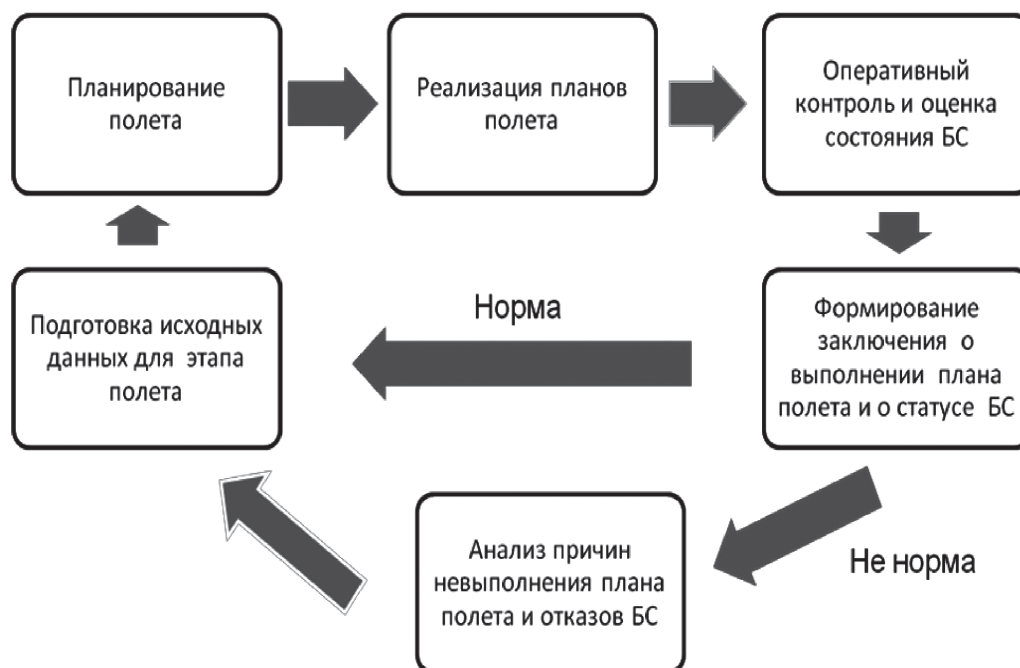 Планирование
полета
Реализация планов
полета
Оперативный
контроль и оценка
состояния БС
Подготовка исходных
данных для этапа
полета
Норма
Формирование
заключения о
выполнении плана
полета и о статусе БС
Анализ причин
невыполнения плана
полета и отказов БС
Не норма